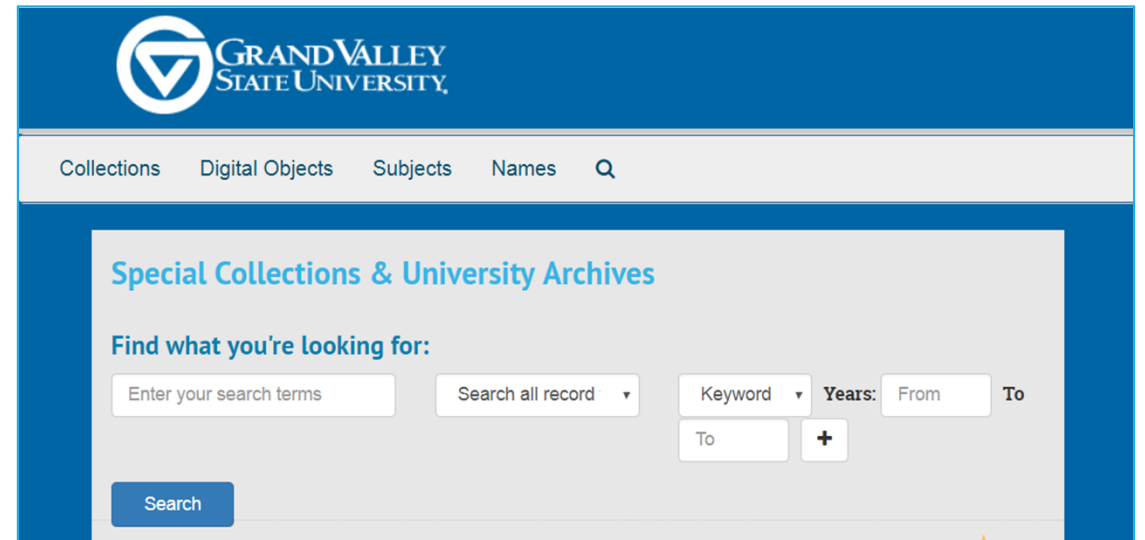 GRAND VALLEY
STATE UNIVERSITY.
Collections Digital Objects Subjects Names
Special Collections & University Archives
Find what you're looking for:
Enter your search terms Search all record Keyword Years: From To
To +
Search